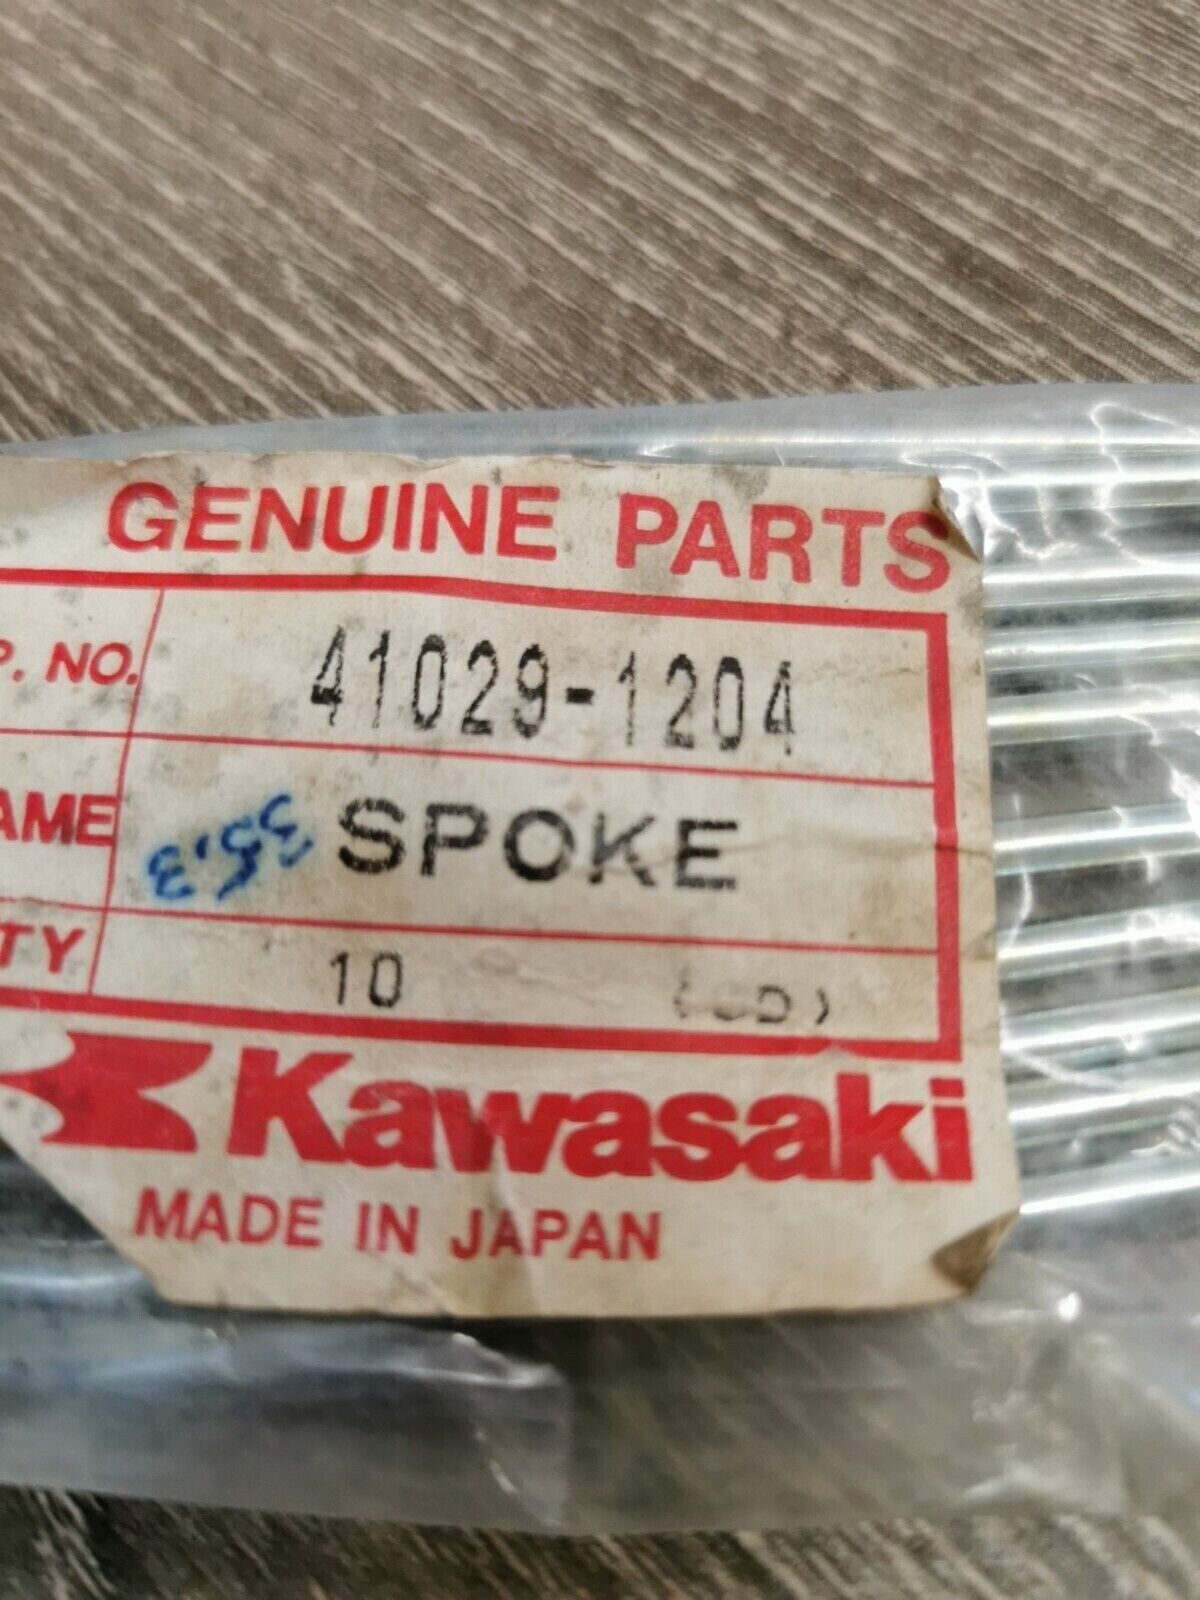 GENUINE PARTS
P. NO. 41029-1204
AME SPOKE
TY 10
Kawasaki
MADE IN JAPAN